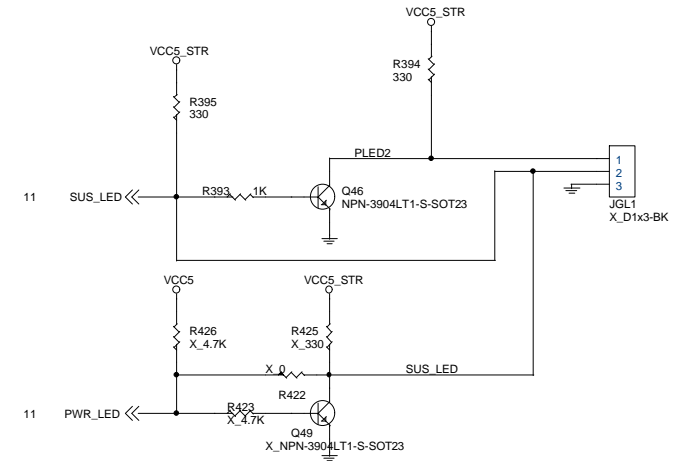 VCC5_STR
VCC5_STR
R394
330
R395
330
PLED2
1
2
3
11 SUS_LED
R393 1K
Q46
NPN-3904LT1-S-SOT23
JGL1
X_D1x3-BK
VCC5
VCC5_STR
R426
X_4.7K
R425
X_330
X_0
SUS_LED
R422
11 PWR_LED
R423
X_4.7K
Q49
X_NPN-3904LT1-S-SOT23